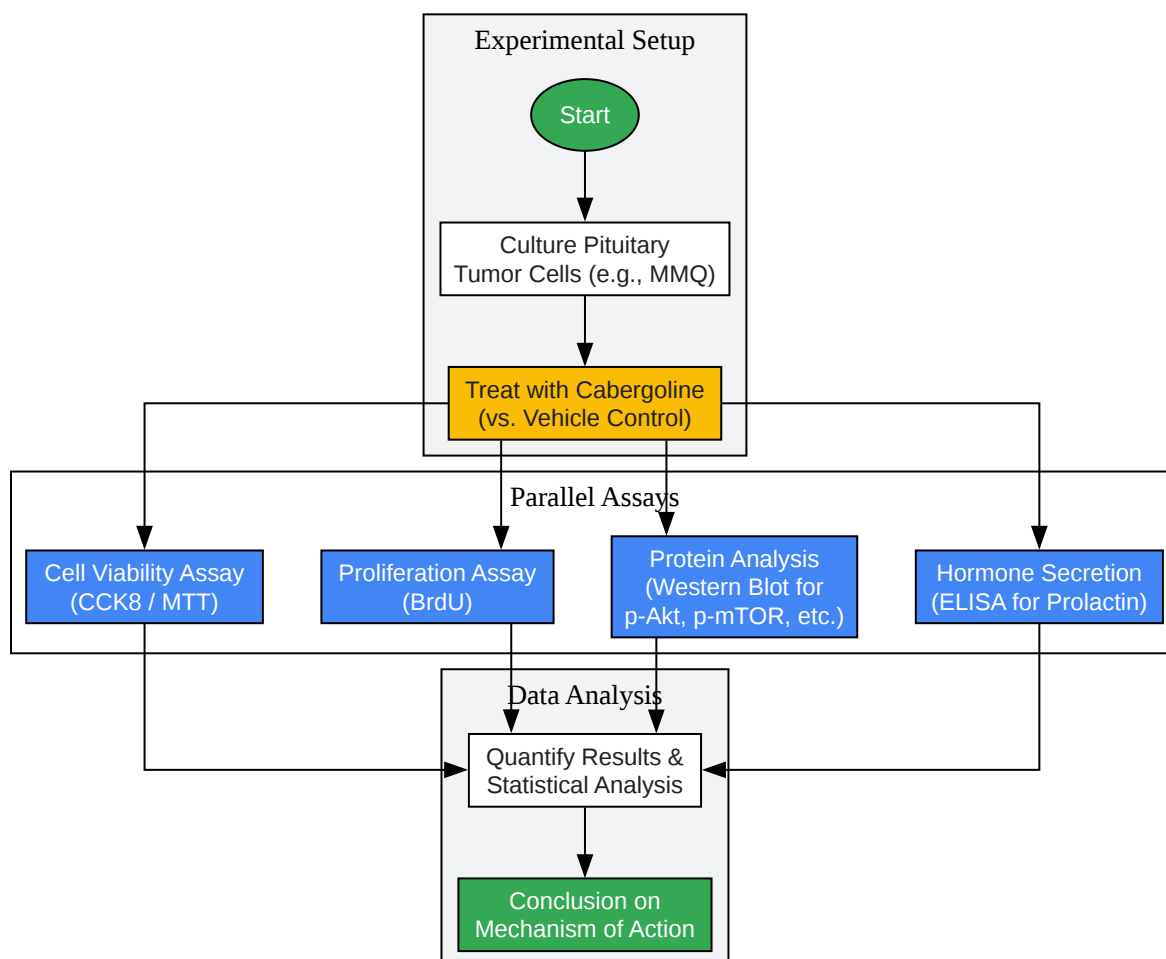 Experimental Setup
Start
Culture Pituitary
Tumor Cells (e.g., MMQ)
Treat with Cabergoline
(vs. Vehicle Control)
Parallel Assays
Cell Viability Assay
(CCK8 / MTT)
Proliferation Assay
(BrdU)
Protein Analysis
(Western Blot for
p-Akt, p-mTOR, etc.)
Hormone Secretion
(ELISA for Prolactin)
Data Analysis
Quantify Results &
Statistical Analysis
Conclusion on
Mechanism of Action